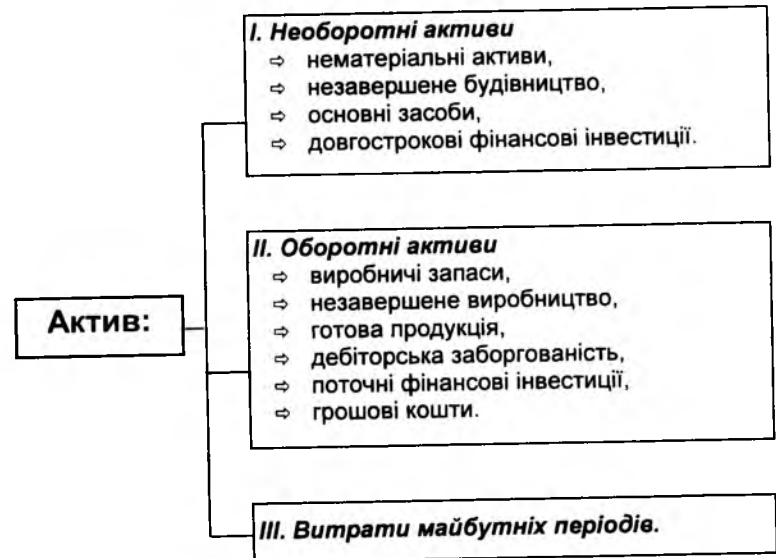 I. Необоротні активи
⇨ нематеріальні активи,
⇨ незавершене будівництво,
⇨ основні засоби,
⇨ довгострокові фінансові інвестиції.
Актив:
II. Оборотні активи
⇨ виробничі запаси,
⇨ незавершене виробництво,
⇨ готова продукція,
⇨ дебіторська заборгованість,
⇨ поточні фінансові інвестиції,
⇨ грошові кошти.
III. Витрати майбутніх періодів.